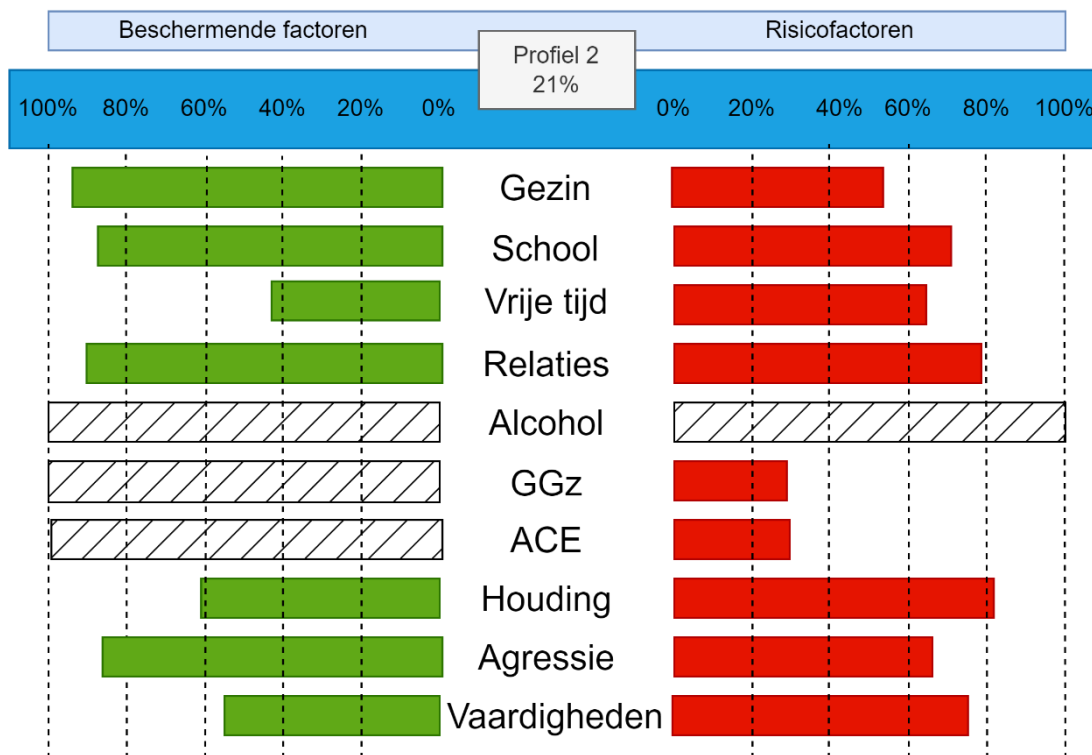 Beschermende factoren
Risicofactoren
Profiel 2
21%
100% 80% 60% 40% 20% 0% 0% 20% 40% 60% 80% 100%
Gezin
School
Vrije tijd
Relaties
Alcohol
GGz
ACE
Houding
Agressie
Vaardigheden